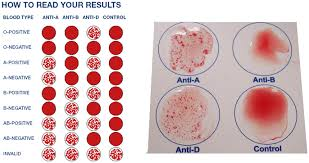 HOW TO READ YOUR RESULTS
BLOOD TYPE ANTI-A ANTI-B ANTI-D CONTROL
O-POSITIVE
O-NEGATIVE
A-POSITIVE
A-NEGATIVE
B-POSITIVE
B-NEGATIVE
AB-POSITIVE
AB-NEGATIVE
INVALID
Anti-A Anti-B
Anti-D Control